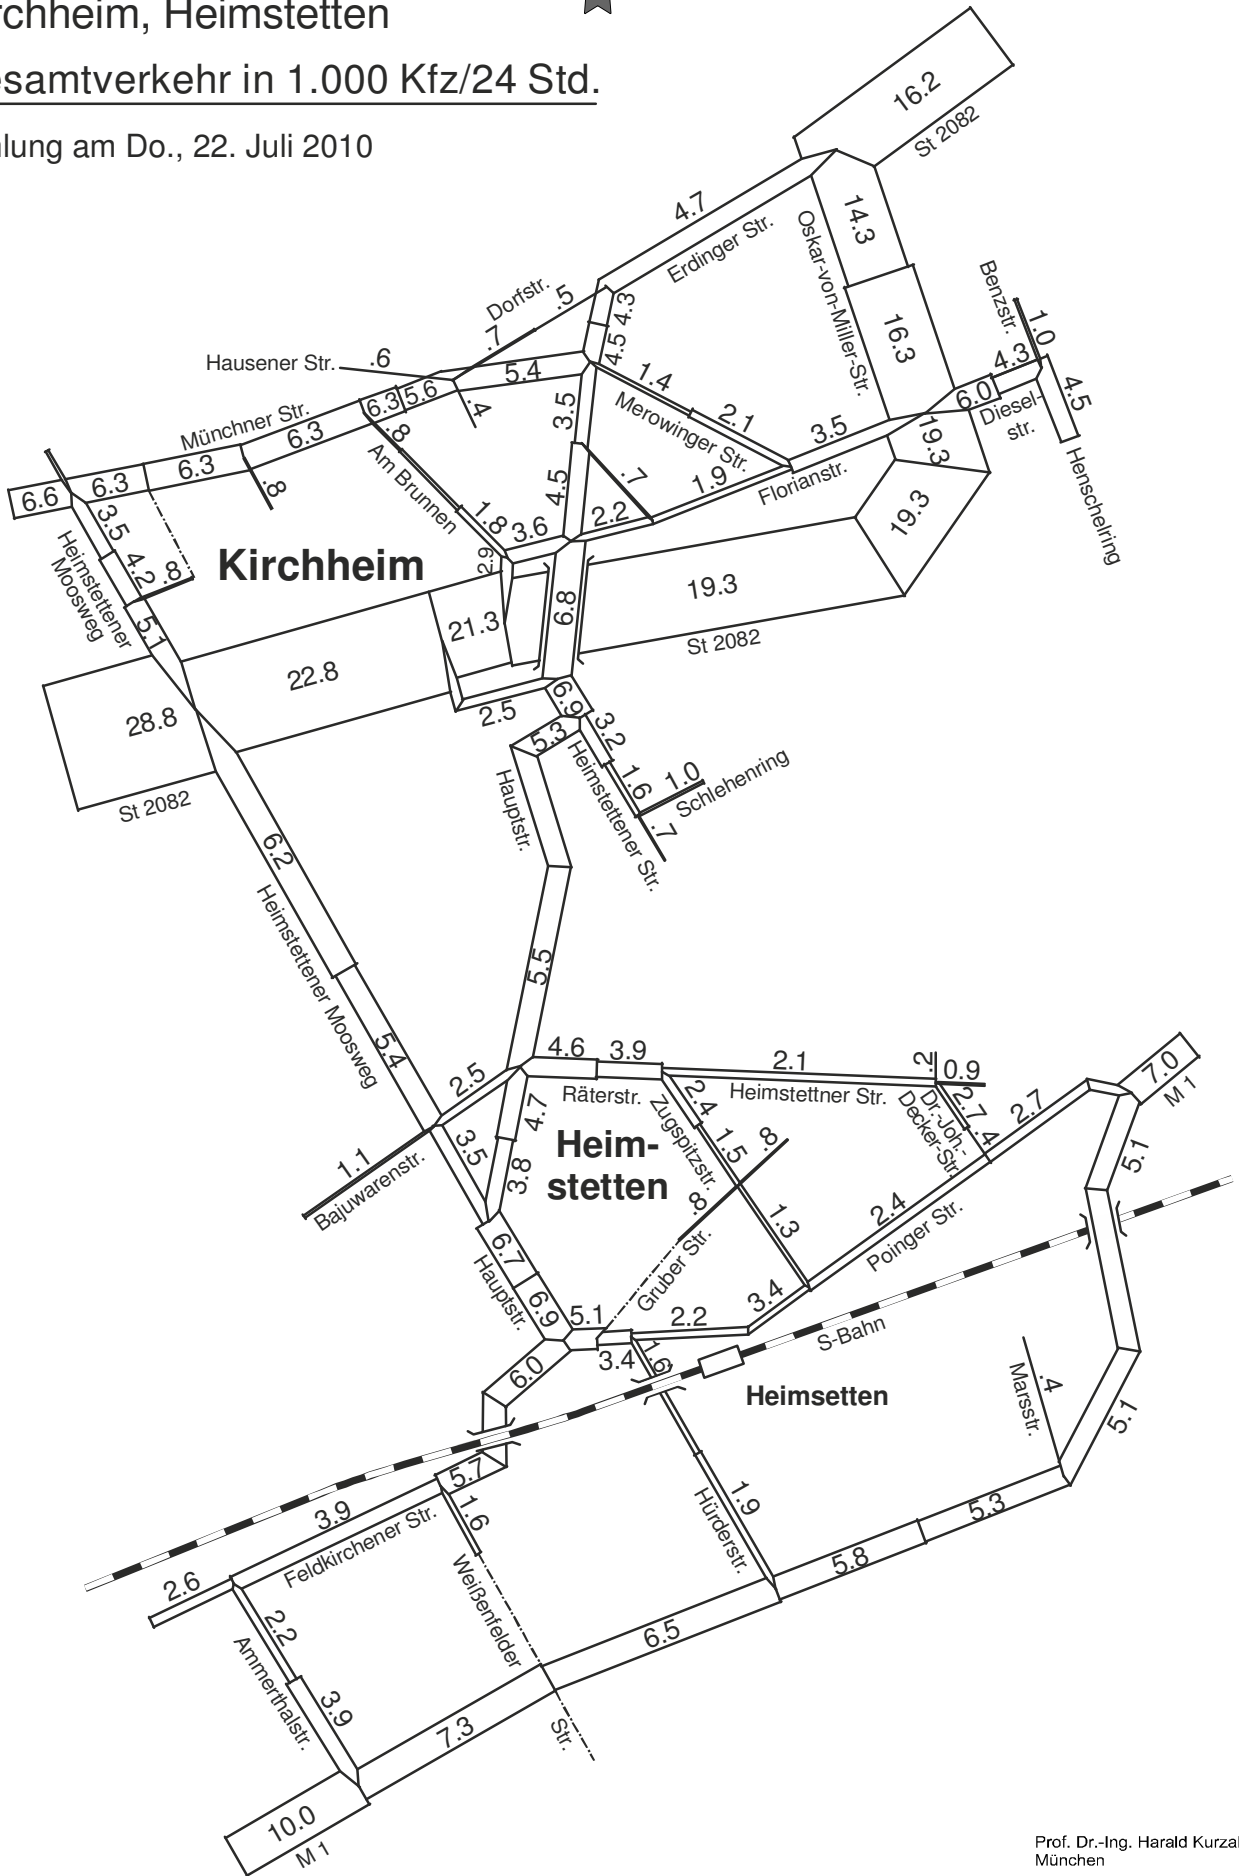 rchheim, Heimstetten
esamtverkehr in 1.000 Kfz/24 Std.
hlung am Do., 22. Juli 2010
16.2
St 2082
4.7
Erdinger Str.
14.3
Oskar-von-Miller-Str.
16.3
Benzstr.
1.0
4.3
4.5
6.0
Diesel-
str.
Henschelring
Dorfstr.
.5
.7
4.3
4.5
Hausener Str.
.6
5.4
1.4
2.1
Merowinger Str.
3.5
Florianstr.
19.3
19.3
6.3
5.6
.4
3.5
Münchner Str.
6.3
.8
Am Brunnen
.7
1.9
6.3
6.3
6.6
.8
4.5
2.2
1.8
3.6
2.9
3.5
4.2
.8
Heimstettener
Moosweg
5.1
Kirchheim
21.3
6.8
19.3
St 2082
22.8
28.8
St 2082
2.5
6.9
5.3
3.2
1.6
1.0
Schlehenring
.7
Heimstettener Str.
Hauptstr.
6.2
Heimstettener Moosweg
5.5
5.4
2.5
4.6
3.9
2.1
2
0.9
7.0
M 1
Räterstr.
Heimstettner Str.
2.7
4.7
2.4
Zugspitzstr.
Dr.-Joh.-
Decker-Str.
2.7
.4
5.1
Heim-
stetten
1.5
.8
3.5
1.1
Bajuwarenstr.
3.8
.8
1.3
2.4
Poinger Str.
6.7
Hauptstr.
Gruber Str.
6.9
5.1
2.2
3.4
S-Bahn
3.4
1.6
6.0
Heimsetten
.4
Marsstr.
5.1
5.7
3.9
1.6
Feldkirchener Str.
1.9
Hürderstr.
5.3
5.8
2.6
2.2
Weißenfelder
6.5
Ammerthalstr.
3.9
7.3
Str.
10.0
M 1
Prof. Dr.-Ing. Harald Kurza
München